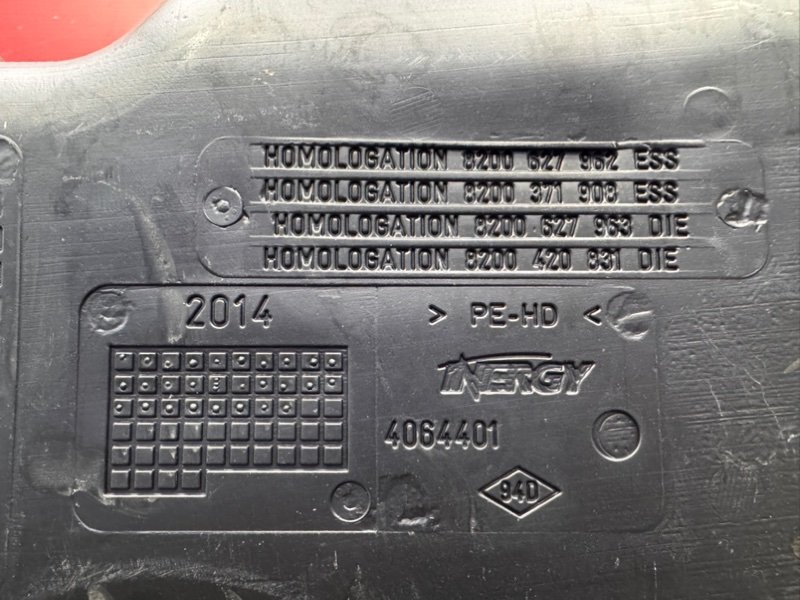 HOMOLOGATION 8200 627 962 ESS
HOMOLOGATION 8200 371 908 ESS
HOMOLOGATION 8200 627 963 DIE
HOMOLOGATION 8200 420 831 DIE
2014
> PE-HD <
INERGY
4064401
94D